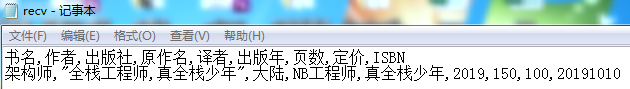 recv - 记事本
文件(F) 编辑(E) 格式(O) 查看(V) 帮助(H)
书名,作者,出版社,原作名,译者,出版年,页数,定价,ISBN
架构师,"全栈工程师,真全栈少年",大陆,NB工程师,真全栈少年,2019,150,100,20191010